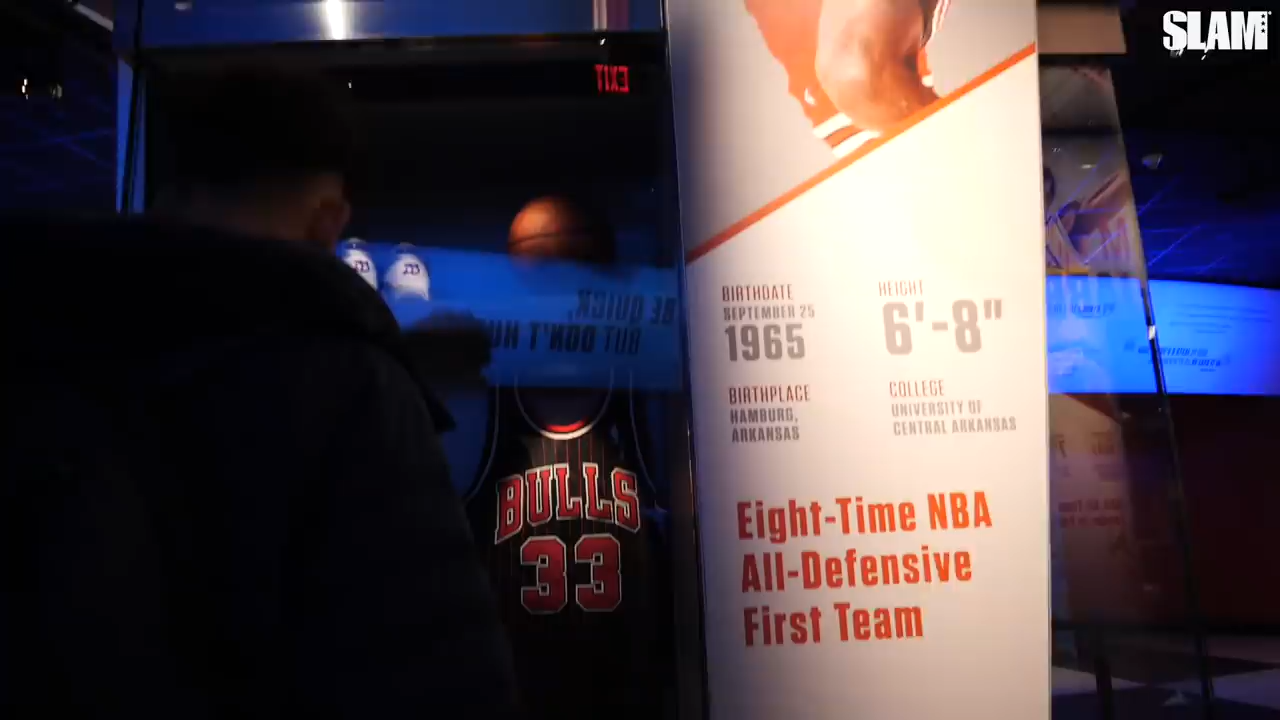 SLAM
EXIT
BE QUICK,
BUT DON'T HU
BIRTHDATE
SEPTEMBER 25
1965
HEIGHT
6'-8"
BIRTHPLACE
HAMBURG,
ARKANSAS
COLLEGE
UNIVERSITY OF
CENTRAL ARKANSAS
BULLS
33
Eight-Time NBA
All-Defensive
First Team